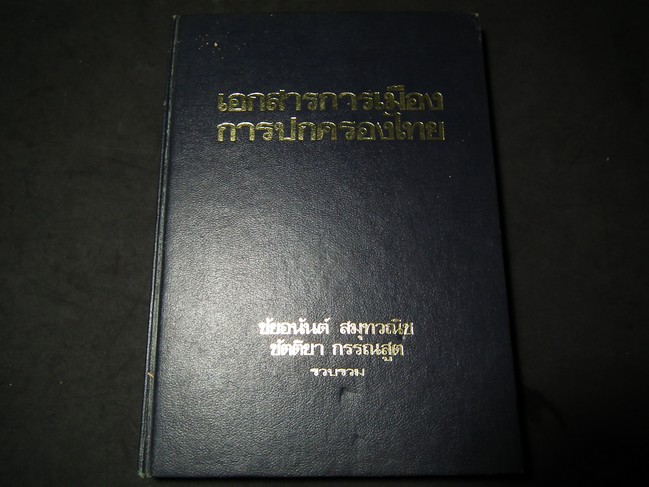 เอกสารการเมือง
การปกครองไทย
ชัยอนันต์ สมุทวณิช
ขัตติยา กรรณสูต
รวบรวม